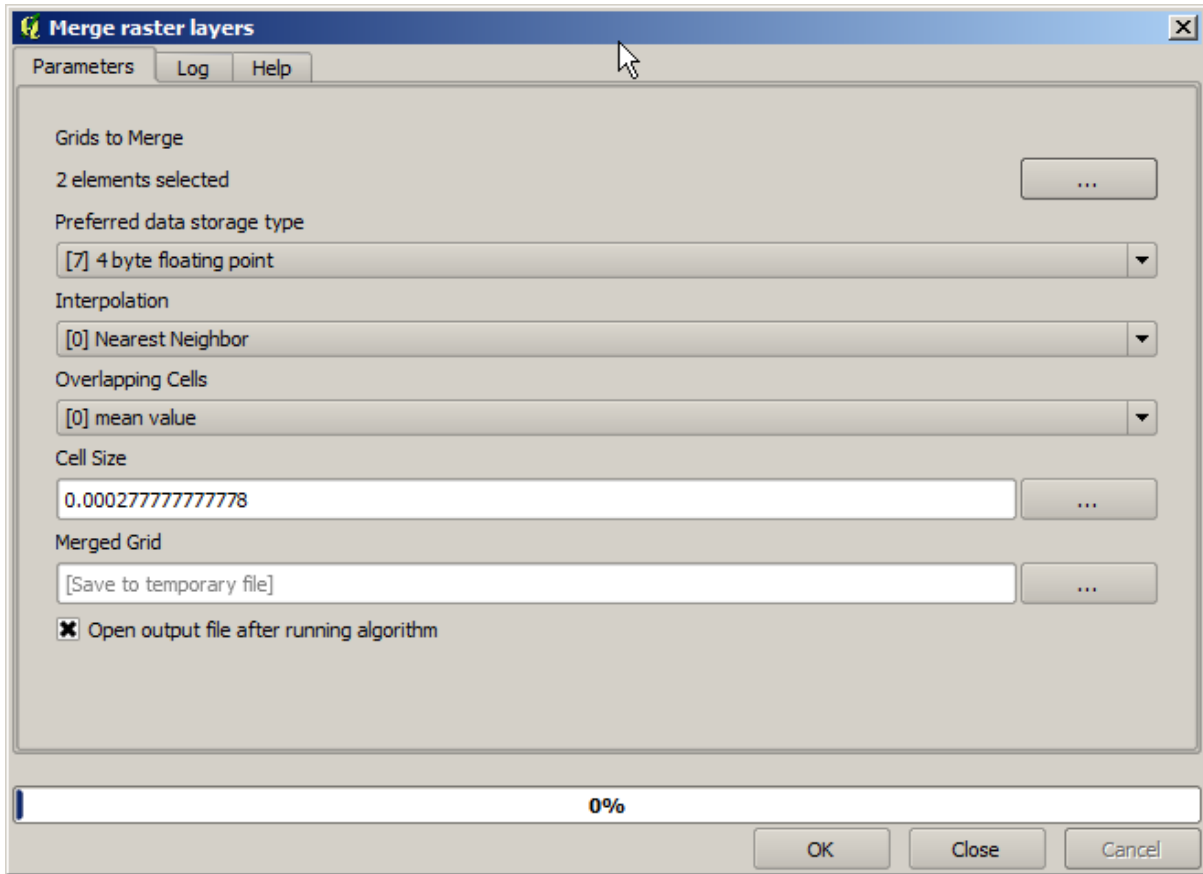 Merge raster layers
Parameters Log Help
Grids to Merge
2 elements selected ...
Preferred data storage type
[7] 4 byte floating point
Interpolation
[0] Nearest Neighbor
Overlapping Cells
[0] mean value
Cell Size
0.000277777777778 ...
Merged Grid
[Save to temporary file] ...
Open output file after running algorithm
0%
OK Close Cancel